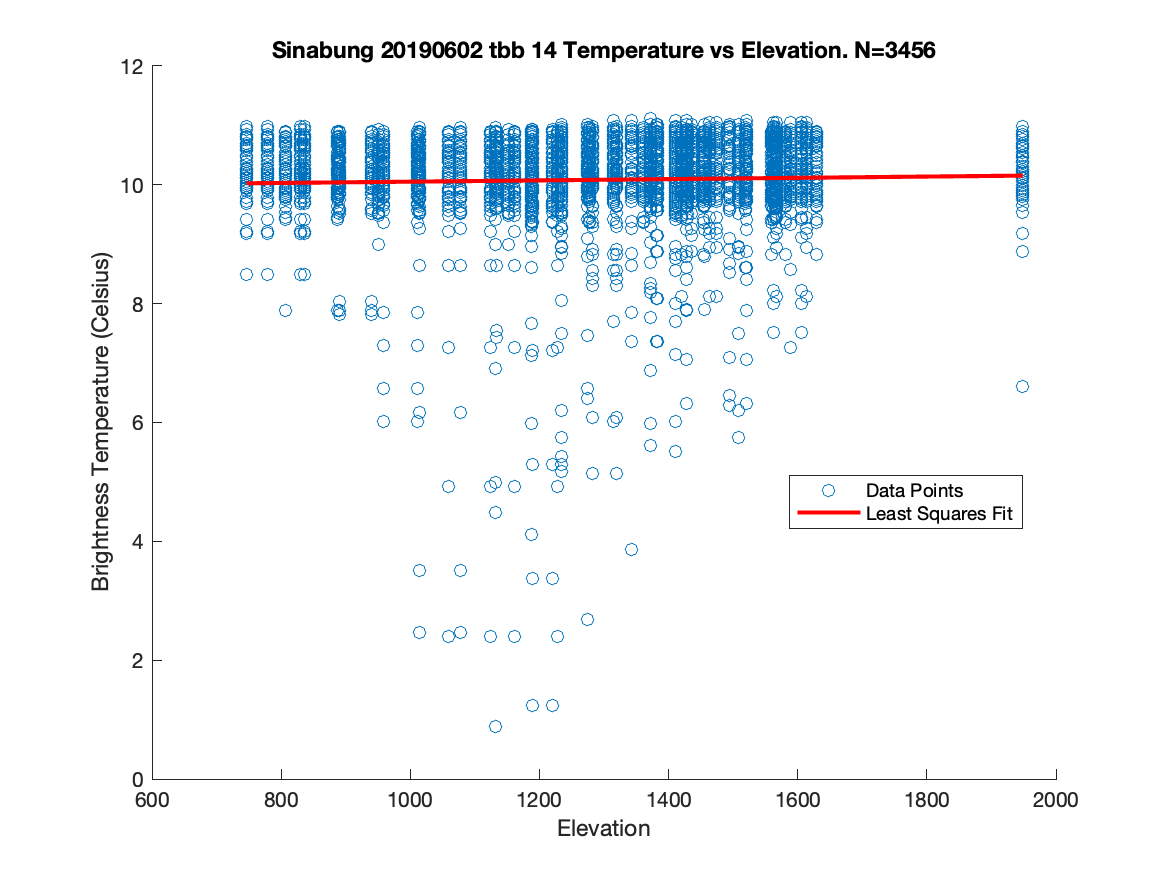 Sinabung 20190602 tbb 14 Temperature vs Elevation. N=3456
12
10
8
6
4
2
0
Brightness Temperature (Celsius)
Data Points
Least Squares Fit
600 800 1000 1200 1400 1600 1800 2000
Elevation